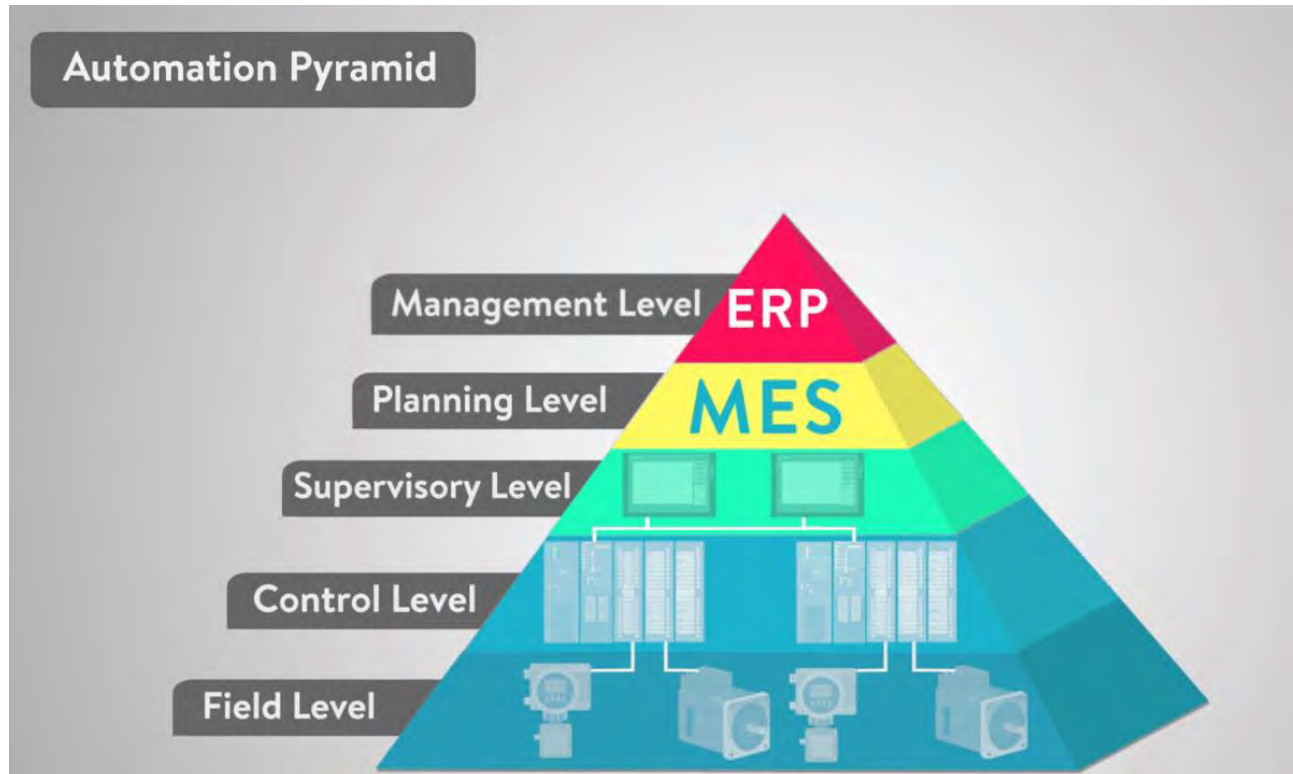 Automation Pyramid
Management Level ERP
Planning Level MES
Supervisory Level
Control Level
Field Level